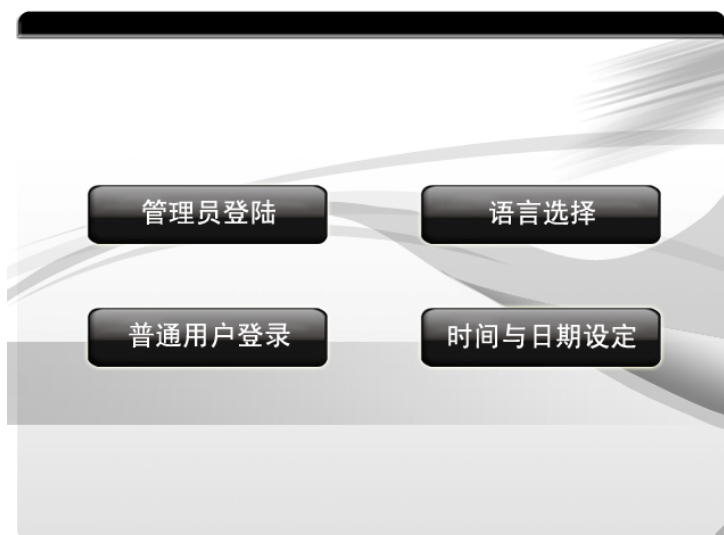 管理员登陆
语言选择
普通用户登录
时间与日期设定